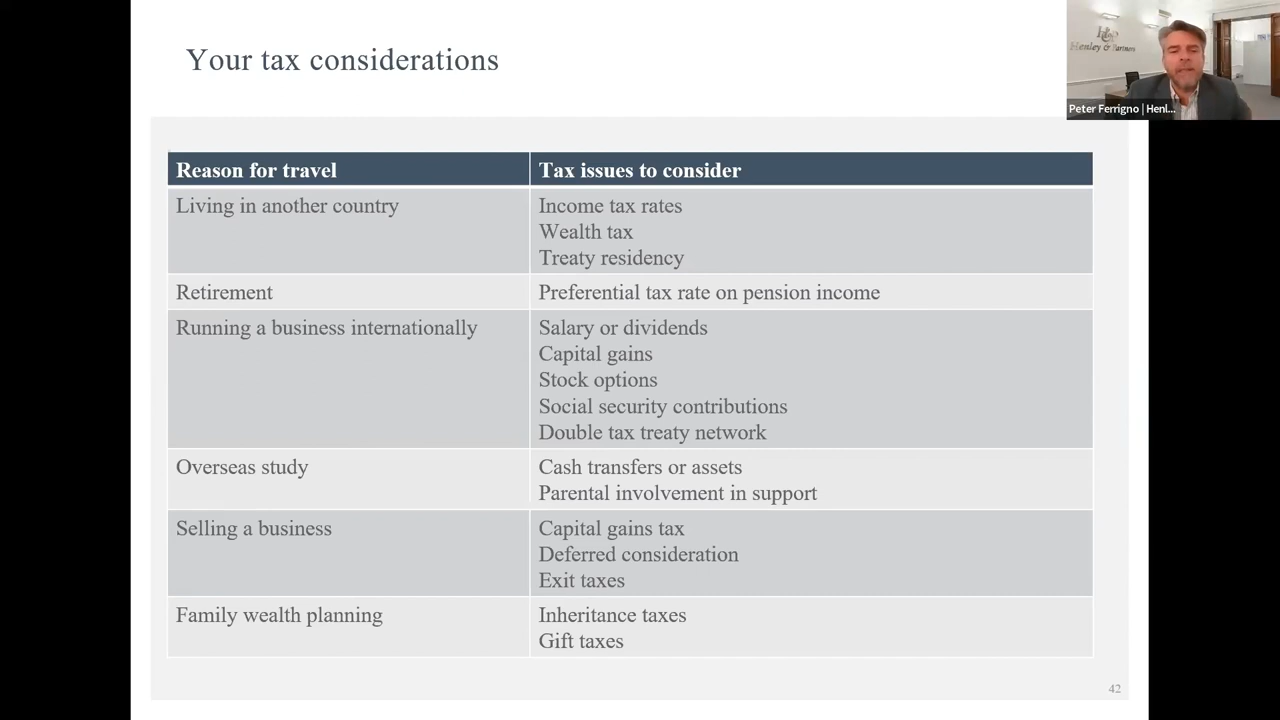 Your tax considerations
Henley & Partners
Peter Ferrigno | Henl...
Reason for travel
Tax issues to consider
Living in another country
Income tax rates
Wealth tax
Treaty residency
Retirement
Preferential tax rate on pension income
Running a business internationally
Salary or dividends
Capital gains
Stock options
Social security contributions
Double tax treaty network
Overseas study
Cash transfers or assets
Parental involvement in support
Selling a business
Capital gains tax
Deferred consideration
Exit taxes
Family wealth planning
Inheritance taxes
Gift taxes
42